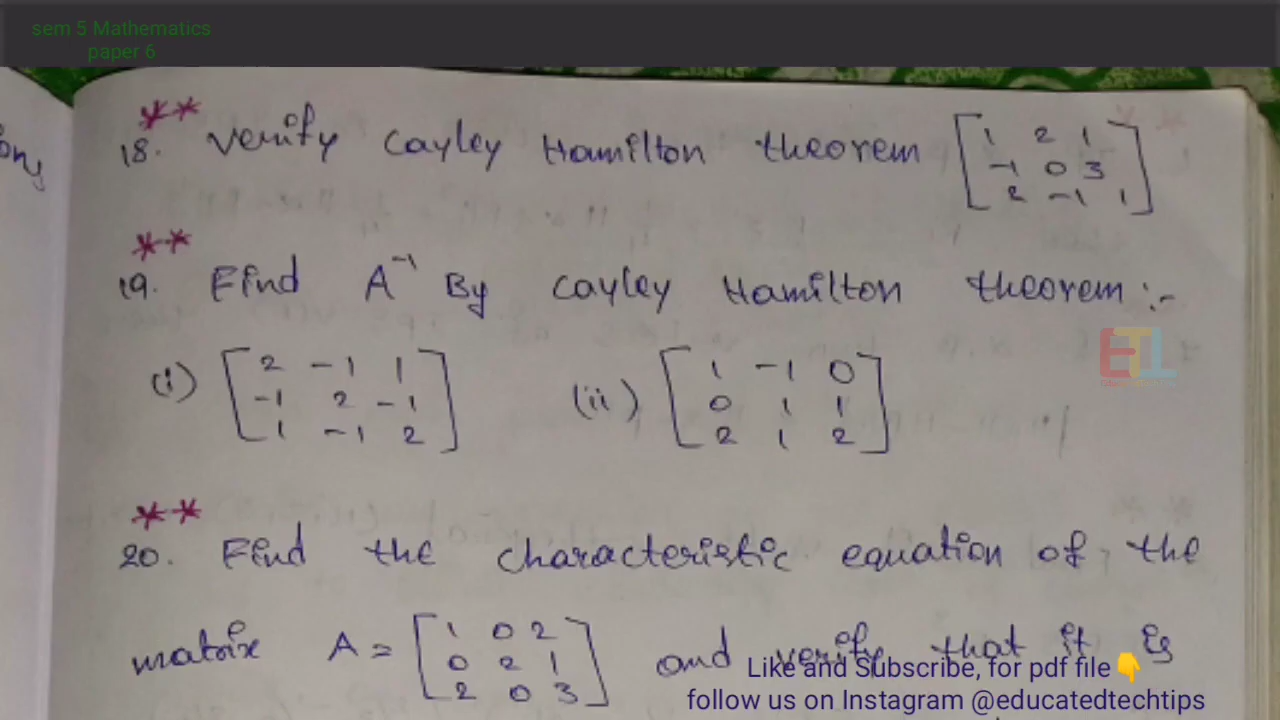 sem 5 Mathematics
paper 6
** 
18. Verify Cayley Hamilton theorem [1 2 1
-1 0 3
2 -1 1]
**
19. Find A⁻¹ By Cayley Hamilton theorem :-
(i) [2 -1 1 (ii) [1 -1 0
-1 2 -1 0 1 1
1 -1 2] 2 1 2]
**
20. Find the characteristic equation of, the
matrix A = [1 0 2
0 2 1
2 0 3] and verify that it is
Like and Subscribe, for pdf file👇
follow us on Instagram @educatedtechtips